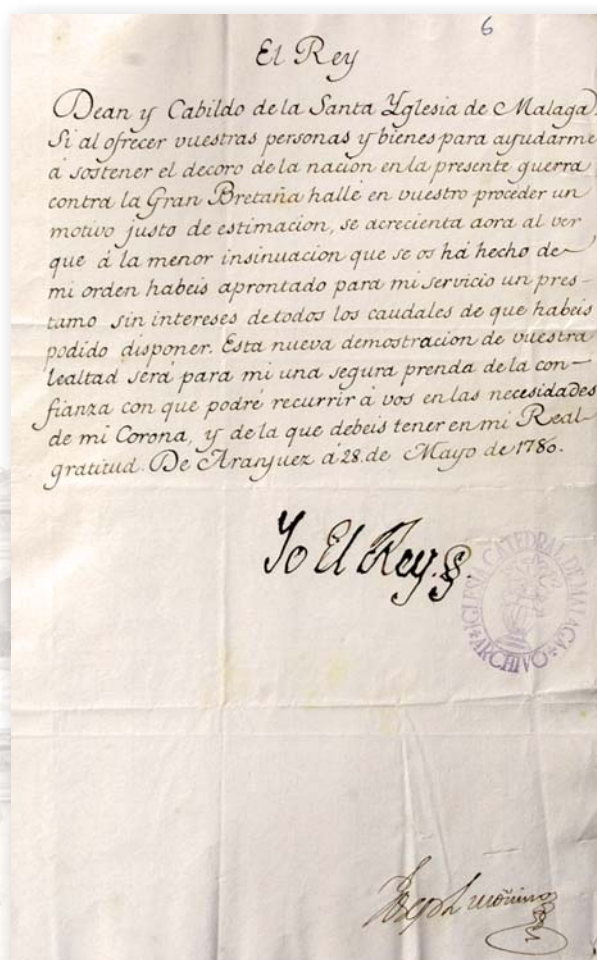 6
El Rey
Dean y Cabildo de la Santa Yglesia de Malaga.
Si al ofrecer vuestras personas y bienes para ayudarme
á sostener el decoro de la nacion en la presente guerra
contra la Gran Bretaña hallé en vuestro proceder un
motivo justo de estimacion, se acrecienta aora al ver
que á la menor insinuacion que se os há hecho de
mi orden habeis aprontado para mi servicio un pres-
tamo sin intereses de todos los caudales de que habeis
podido disponer. Esta nueva demostracion de vuestra
lealtad será para mi una segura prenda de la con-
fianza con que podré recurrir á vos en las necesidades
de mi Corona, y de la que debeis tener en mi Real
gratitud. De Aranjuez á 28. de Mayo de 1780.
Yo El Rey
IGLESIA CATEDRAL DE MALAGA
ARCHIVO